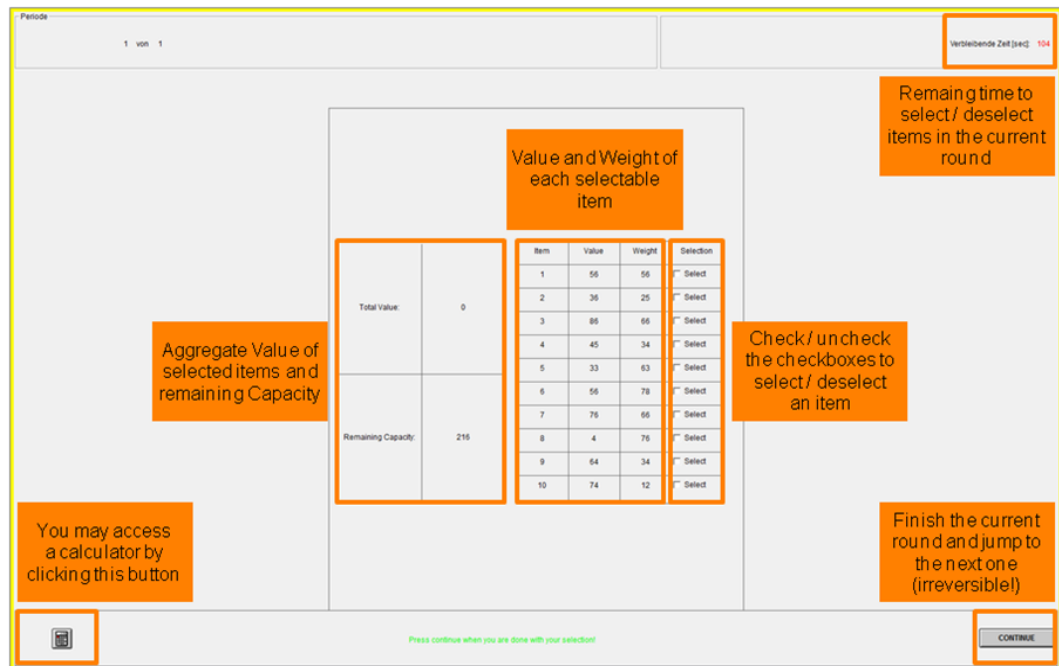 Periode
1 von 1
Verbleibende Zeit [sec]: 104
Remaing time to
select / deselect
items in the current
round
Value and Weight of
each selectable
item
Item Value Weight Selection
1 56 56 Select
2 36 25 Select
3 86 66 Select
4 45 34 Select
5 33 63 Select
6 56 78 Select
7 76 66 Select
8 4 76 Select
9 64 34 Select
10 74 12 Select
Total Value: 0
Remaining Capacity: 216
Aggregate Value of
selected items and
remaining Capacity
Check / uncheck
the checkboxes to
select / deselect
an item
You may access
a calculator by
clicking this button
Finish the current
round and jump to
the next one
(irreversible!)
Press continue when you are done with your selection!
CONTINUE